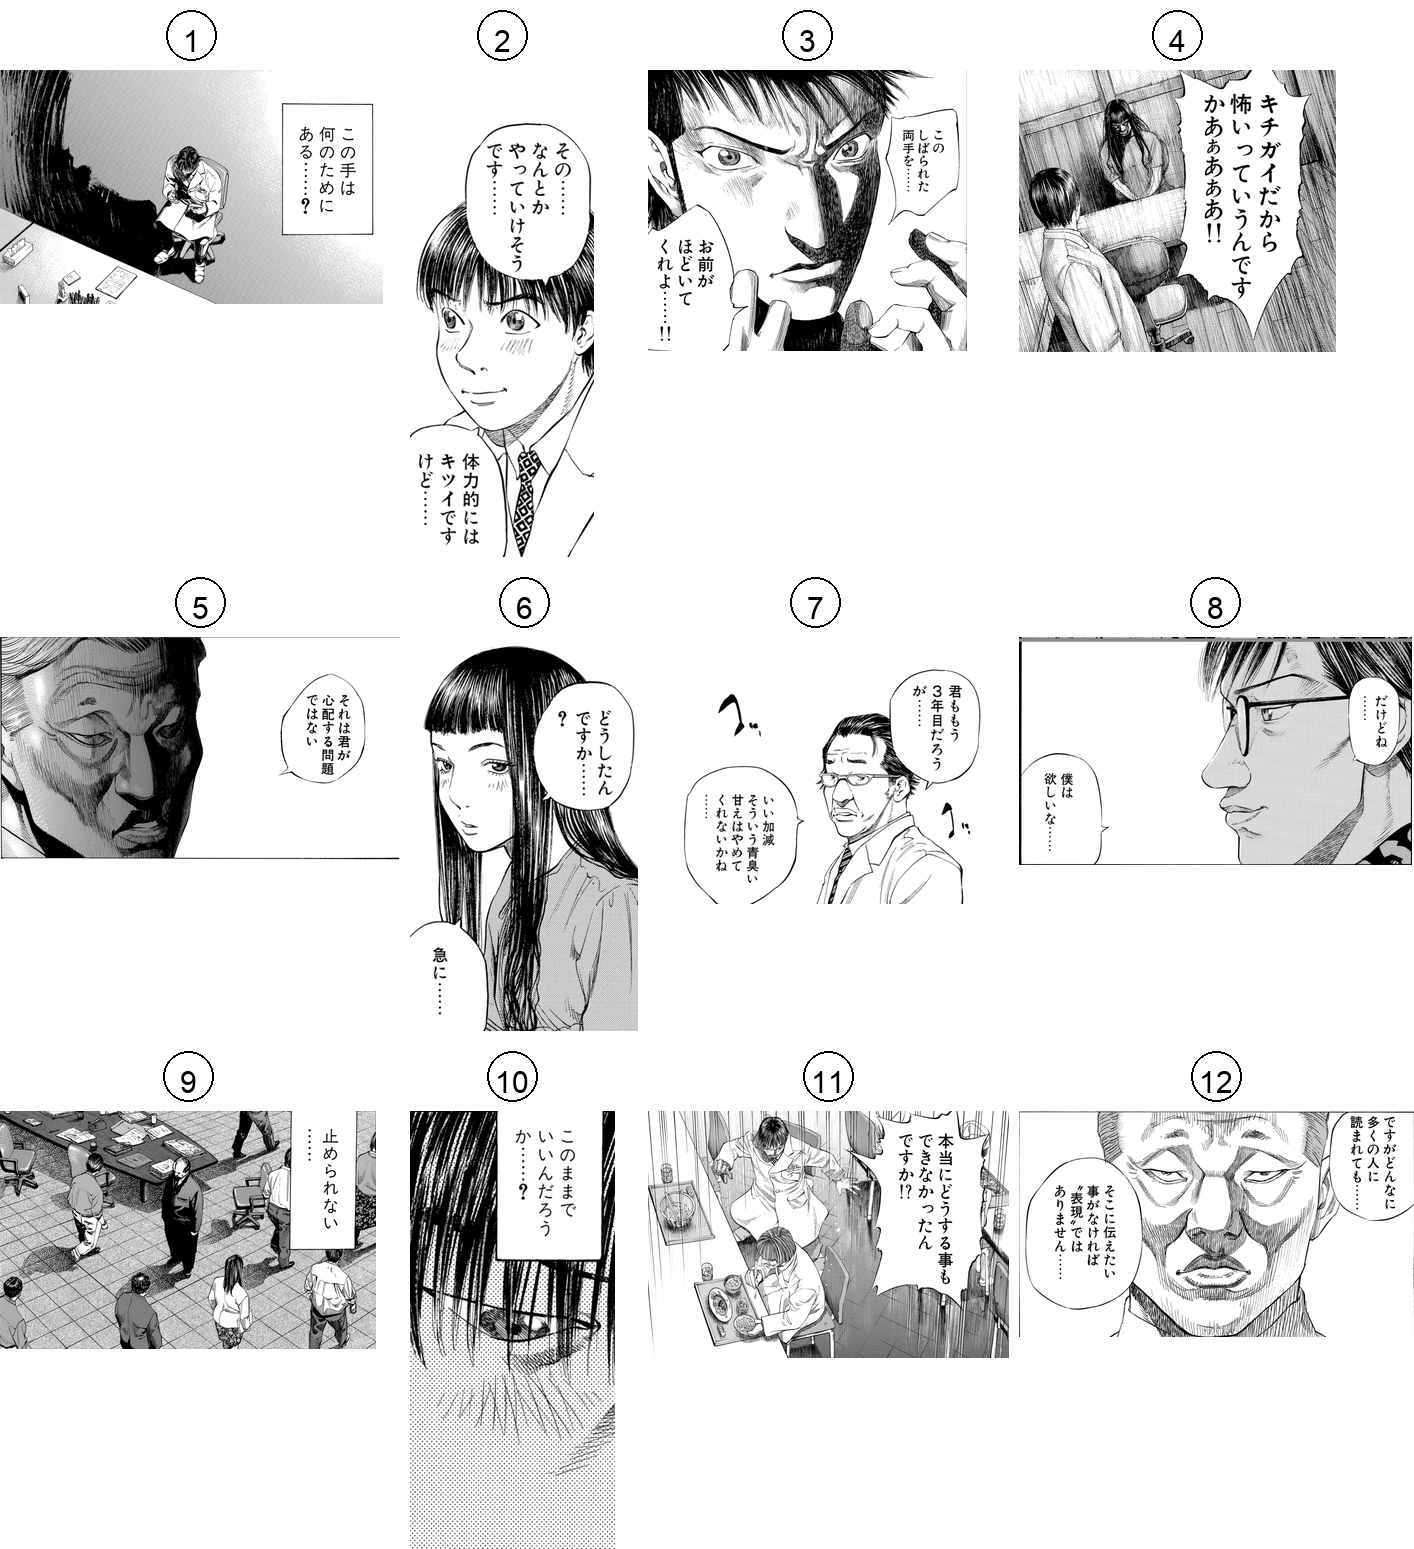 1
この手は
何のために
ある……?
2
その……
なんとか
やっていけそう
です……
体力的には
キツイです
けど……
3
この
しばられた
両手を……
お前が
ほどいて
くれよ……!!
4
キチガイだから
怖いっていうんです
かあぁあぁあ!!
5
それは君が
心配する問題
ではない
6
どうしたん
ですか……
?
急に……
7
君ももう
3年目だろう
が……
いい加減
そういう青臭い
甘えはやめて
くれないかね
……
8
だけどね
……
僕は
欲しいな……
9
止められない
……
10
このままで
いいんだろう
か……?
11
本当にどうする事も
できなかったん
ですか!?
12
ですがどんなに
多くの人に
読まれても……
そこに伝えたい
事がなければ
〝表現〟では
ありません……